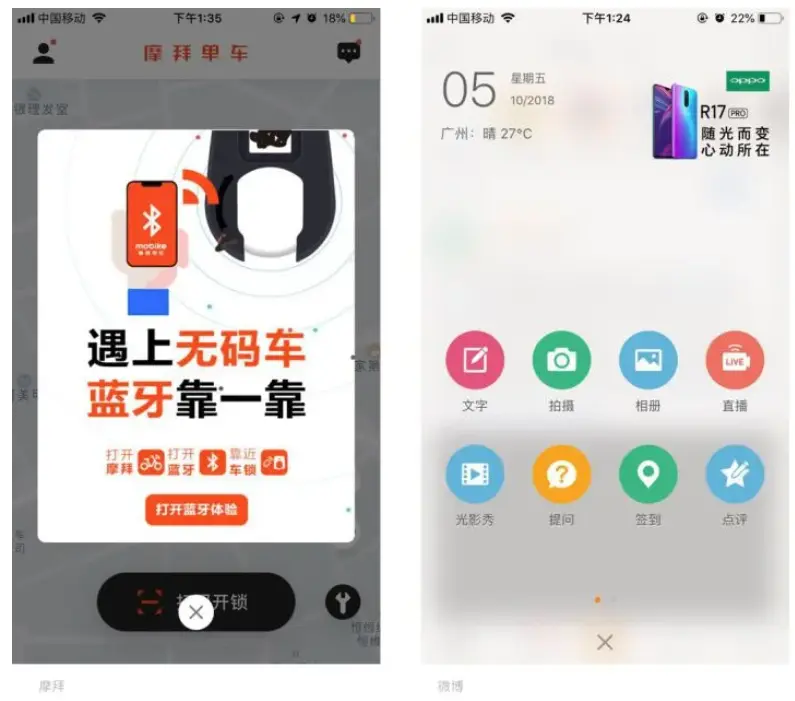 中国移动
下午1:35
18%
摩拜单车
理发室
mobike
遇上无码车
蓝牙靠一靠
打开摩拜
打开蓝牙
靠近车锁
打开蓝牙体验
开锁
摩拜
中国移动
下午1:24
22%
05
星期五
10/2018
广州：晴 27°C
oppo
R17 PRO
随光而变
心动所在
文字
拍摄
相册
LIVE
直播
光影秀
提问
签到
点评
微博